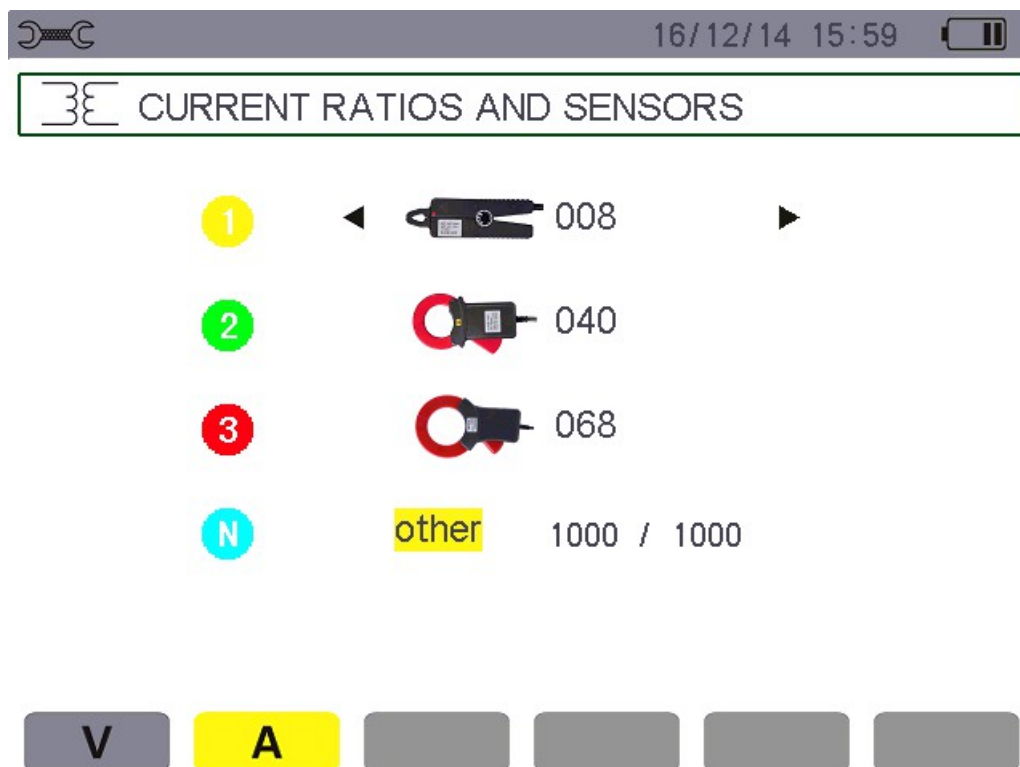 16/12/14 15:59
CURRENT RATIOS AND SENSORS
1 008
2 040
3 068
N other 1000 / 1000
V A